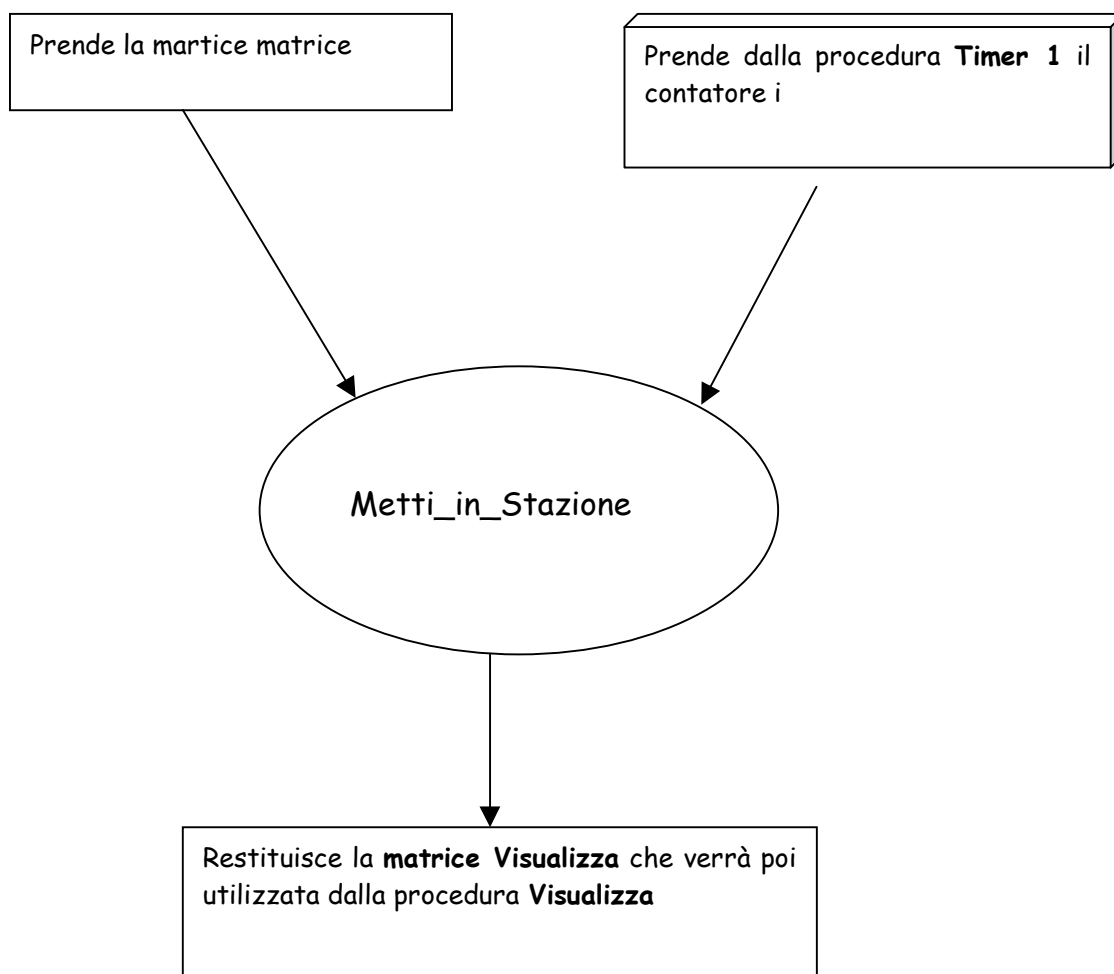 Prende la martice matrice
Prende dalla procedura Timer 1 il
contatore i
Metti_in_Stazione
Restituisce la matrice Visualizza che verrà poi
utilizzata dalla procedura Visualizza